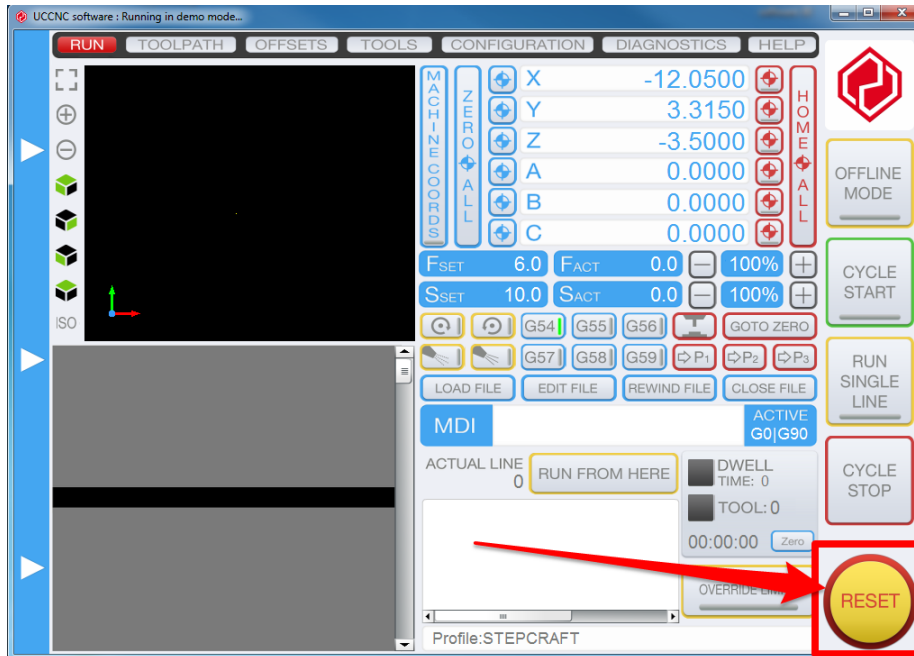 UCCNC software : Running in demo mode...
RUN TOOLPATH OFFSETS TOOLS CONFIGURATION DIAGNOSTICS HELP
MACHINE COORDS
ZERO ALL
HOME ALL
X -12.0500
Y 3.3150
Z -3.5000
A 0.0000
B 0.0000
C 0.0000
FSET 6.0 FACT 0.0 100%
SSET 10.0 SACT 0.0 100%
ISO
G54 G55 G56 GOTO ZERO
G57 G58 G59 P1 P2 P3
LOAD FILE EDIT FILE REWIND FILE CLOSE FILE
MDI
ACTIVE
G0|G90
ACTUAL LINE
0
RUN FROM HERE
DWELL
TIME: 0
TOOL: 0
00:00:00 Zero
OVERRIDE
Profile:STEPCRAFT
OFFLINE
MODE
CYCLE
START
RUN
SINGLE
LINE
CYCLE
STOP
RESET